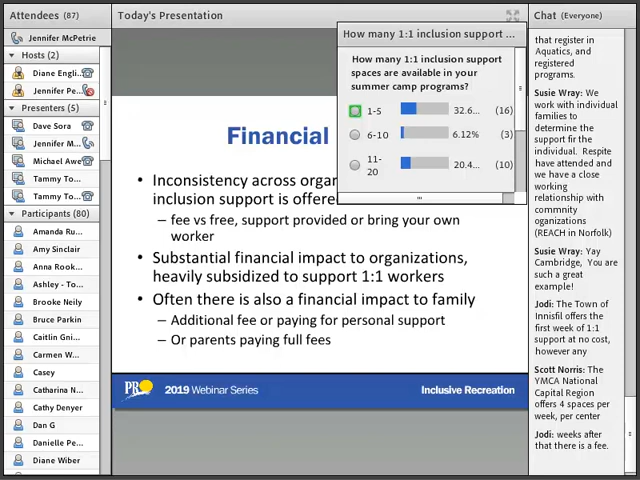 Attendees (87)
Jennifer McPetrie
Hosts (2)
Diane Engli...
Jennifer Pe...
Presenters (5)
Dave Sora
Jennifer M...
Michael Awe
Tammy To...
Tammy To...
Participants (80)
Amanda Ru...
Amy Sinclair
Anna Rook...
Ashley - To...
Brooke Neily
Bruce Parkin
Caitlin Gni...
Carmen W...
Casey
Catharina N...
Cathy Denyer
Dan G
Danielle Pe...
Diane Wiber
Today's Presentation
Financial
• Inconsistency across organ
inclusion support is offere
– fee vs free, support provided or bring your own
worker
• Substantial financial impact to organizations,
heavily subsidized to support 1:1 workers
• Often there is also a financial impact to family
– Additional fee or paying for personal support
– Or parents paying full fees
PRO
2019 Webinar Series
Inclusive Recreation
How many 1:1 inclusion support ...
How many 1:1 inclusion support
spaces are available in your
summer camp programs?
1-5 32.6... (16)
6-10 6.12% (3)
11-
20 20.4... (10)
Chat (Everyone)
that register in
Aquatics, and
registered
programs.
Susie Wray: We
work with individual
families to
determine the
support fir the
individual. Respite
have attended and
we have a close
working
relationship with
commnity
organizations
(REACH in Norfolk)
Susie Wray: Yay
Cambridge, You are
such a great
example!
Jodi: The Town of
Innisfil offers the
first week of 1:1
support at no cost,
however any
Scott Norris: The
YMCA National
Capital Region
offers 4 spaces per
week, per center
Jodi: weeks after
that there is a fee.